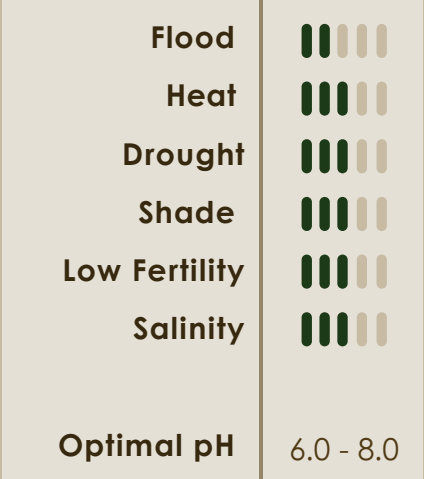 Flood
Heat
Drought
Shade
Low Fertility
Salinity
Optimal pH 6.0 - 8.0